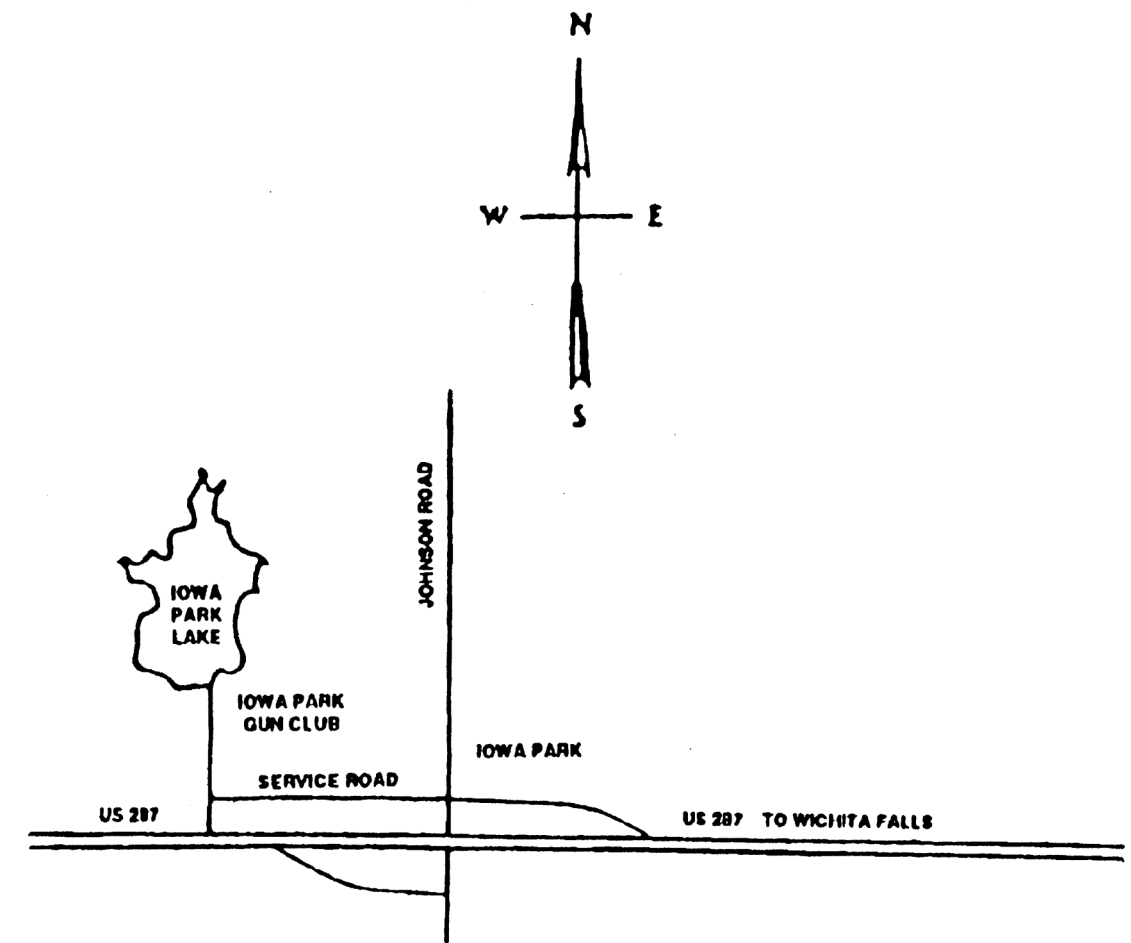 N
W E
S
JOHNSON ROAD
IOWA
PARK
LAKE
IOWA PARK
GUN CLUB
IOWA PARK
SERVICE ROAD
US 287
US 287 TO WICHITA FALLS